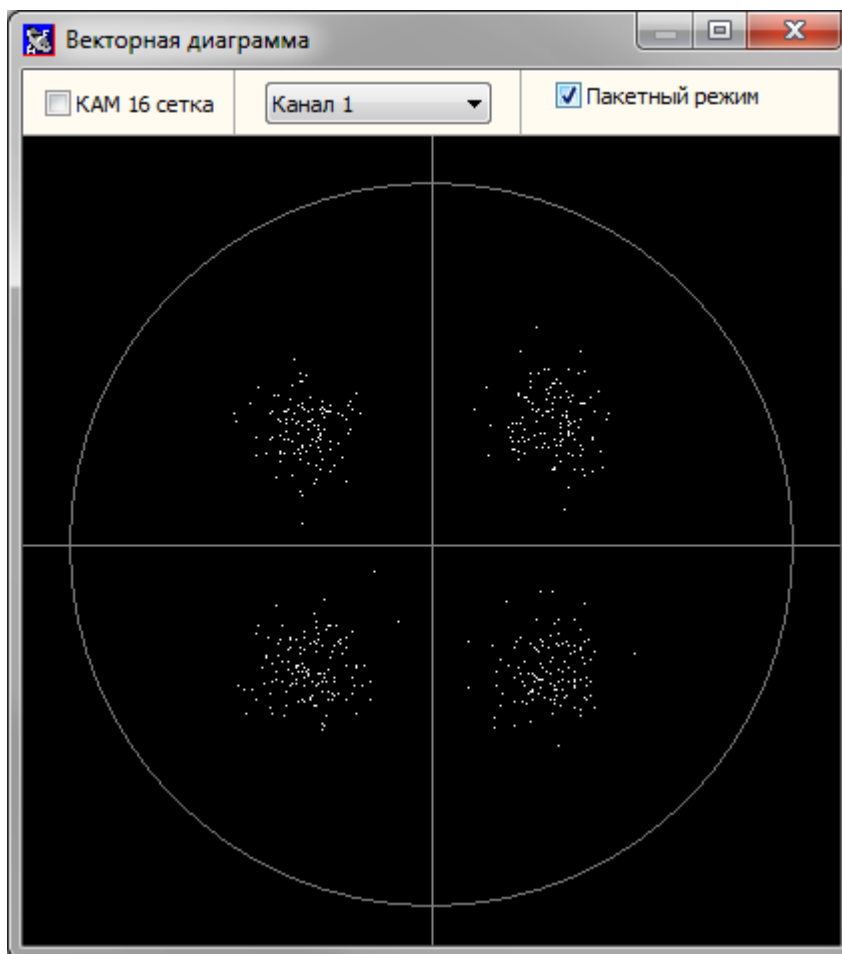 Векторная диаграмма
КАМ 16 сетка
Канал 1
Пакетный режим